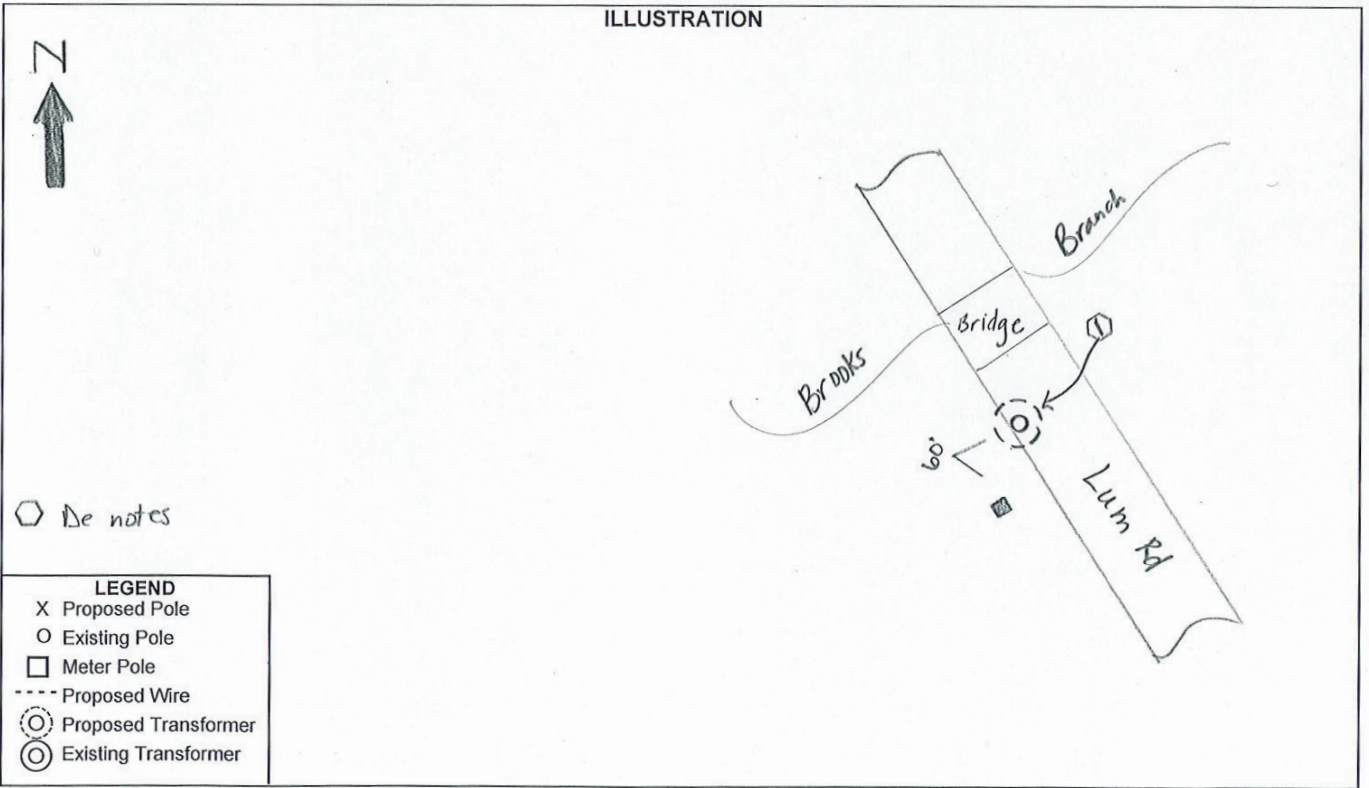 ILLUSTRATION
N
Branch
Bridge
1
Brooks
60'
Lum Rd
De notes
LEGEND
X Proposed Pole
O Existing Pole
Meter Pole
Proposed Wire
Proposed Transformer
Existing Transformer